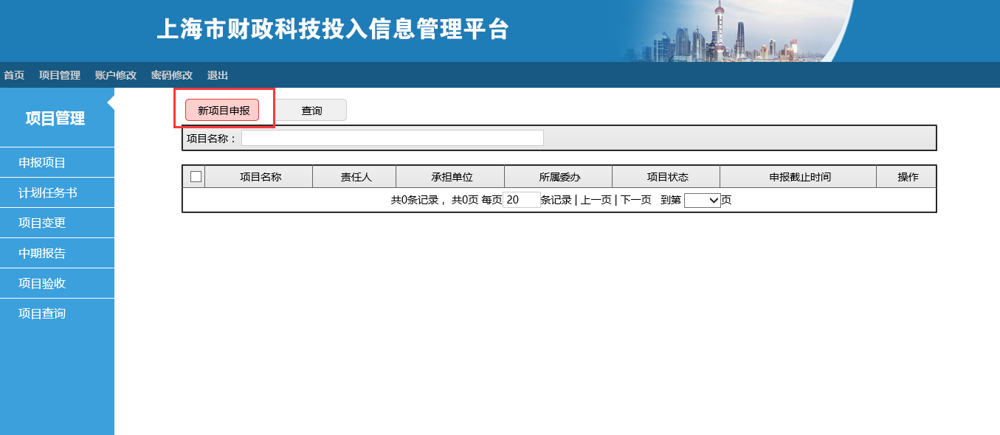 上海市财政科技投入信息管理平台
首页 项目管理 账户修改 密码修改 退出
项目管理
申报项目
计划任务书
项目变更
中期报告
项目验收
项目查询
新项目申报 查询
项目名称：
项目名称 责任人 承担单位 所属委办 项目状态 申报截止时间 操作
共0条记录，共0页 每页 20 条记录 | 上一页 | 下一页 到第 页